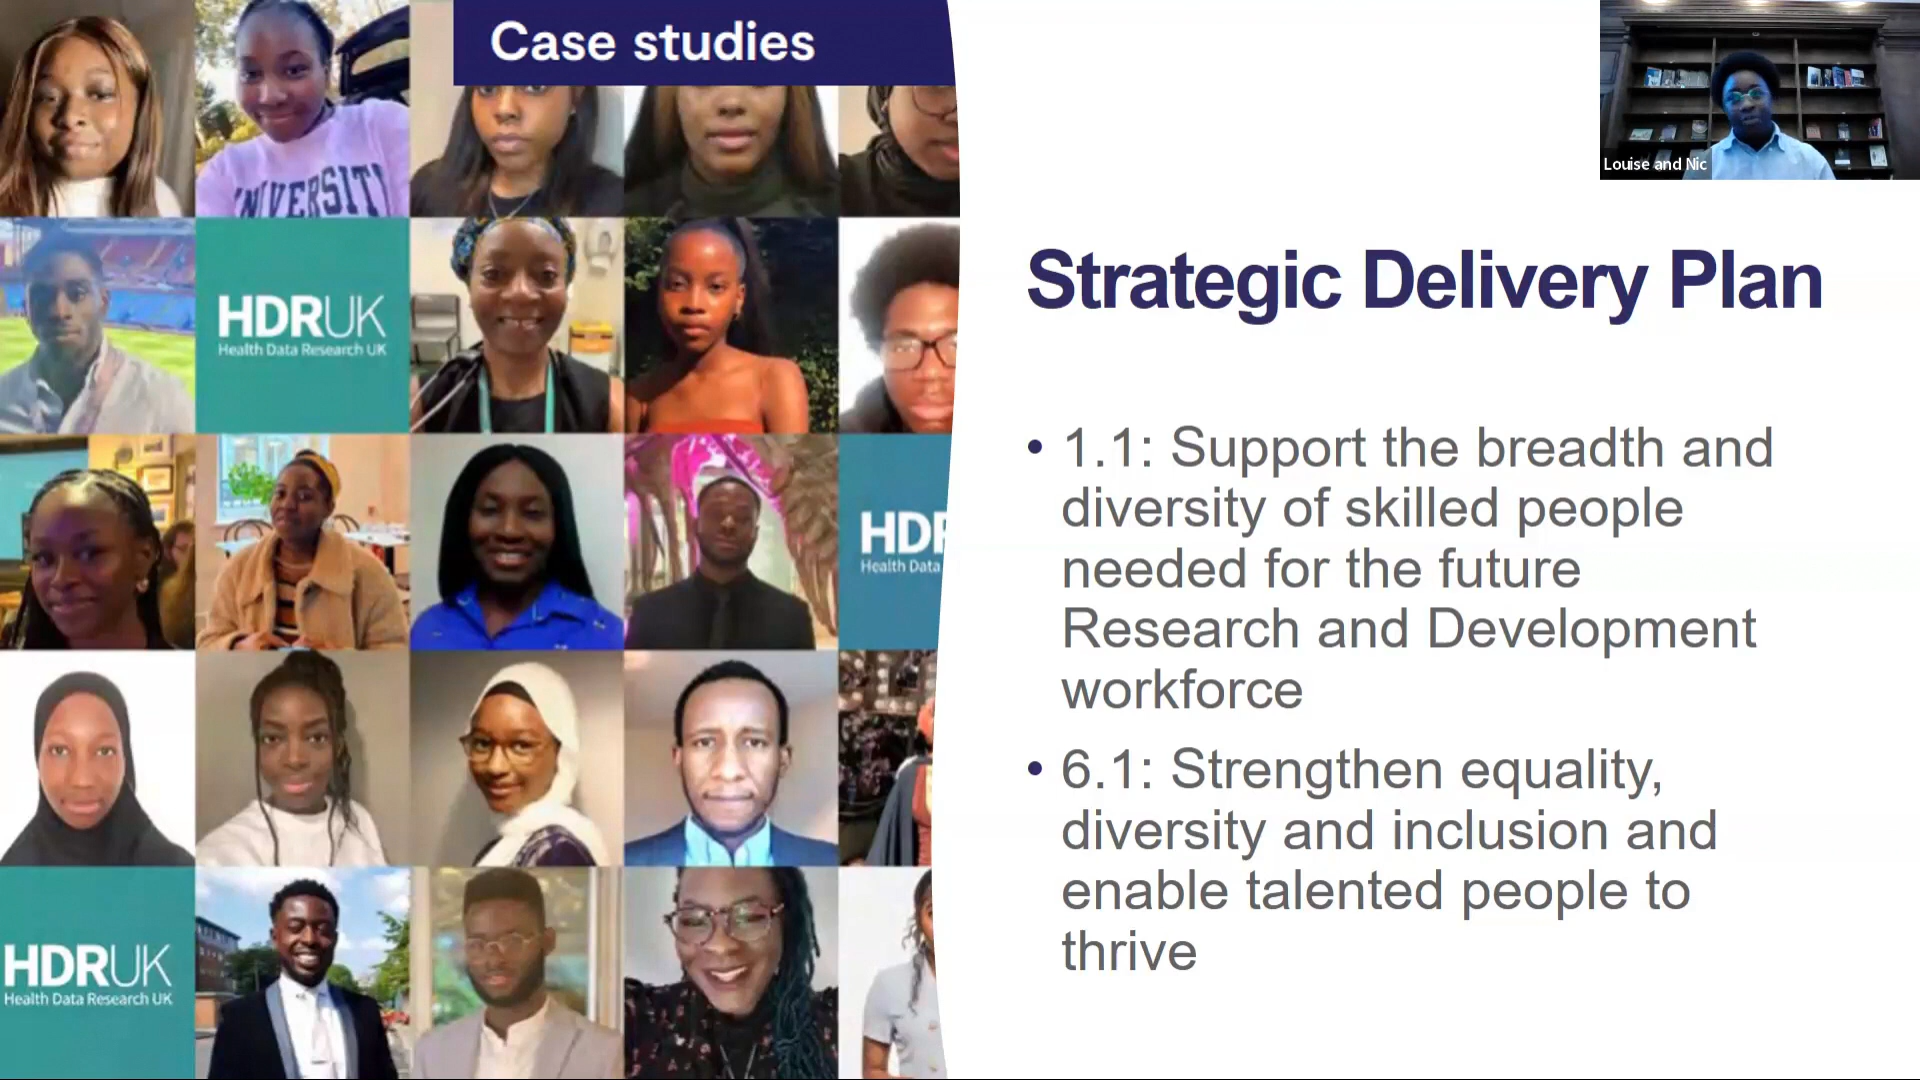 Case studies
Louise and Nic
UNIVERSITY
HDRUK
Health Data Research UK
Strategic Delivery Plan
• 1.1: Support the breadth and
diversity of skilled people
needed for the future
Research and Development
workforce
• 6.1: Strengthen equality,
diversity and inclusion and
enable talented people to
thrive
HDR
Health Data
HDRUK
Health Data Research UK